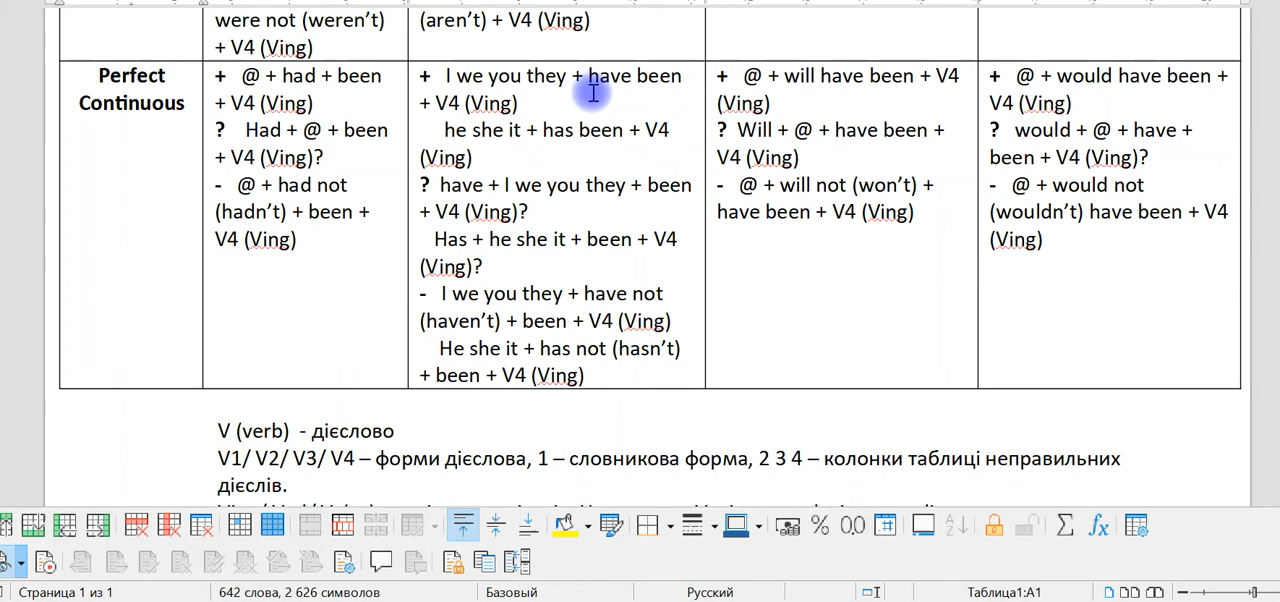 were not (weren't)
+ V4 (Ving)
(aren't) + V4 (Ving)
Perfect
Continuous
+ @ + had + been
+ V4 (Ving)
? Had + @ + been
+ V4 (Ving)?
- @ + had not
(hadn't) + been +
V4 (Ving)
+ I we you they + have been
+ V4 (Ving)
he she it + has been + V4
(Ving)
? have + I we you they + been
+ V4 (Ving)?
Has + he she it + been + V4
(Ving)?
- I we you they + have not
(haven't) + been + V4 (Ving)
He she it + has not (hasn't)
+ been + V4 (Ving)
+ @ + will have been + V4
(Ving)
? Will + @ + have been +
V4 (Ving)
- @ + will not (won't) +
have been + V4 (Ving)
+ @ + would have been +
V4 (Ving)
? would + @ + have +
been + V4 (Ving)?
- @ + would not
(wouldn't) have been + V4
(Ving)
V (verb) - дієслово
V1/ V2/ V3/ V4 – форми дієслова, 1 – словникова форма, 2 3 4 – колонки таблиці неправильних
дієслів.
Страница 1 из 1
642 слова, 2 626 символов
Базовый
Русский
Таблица1:A1